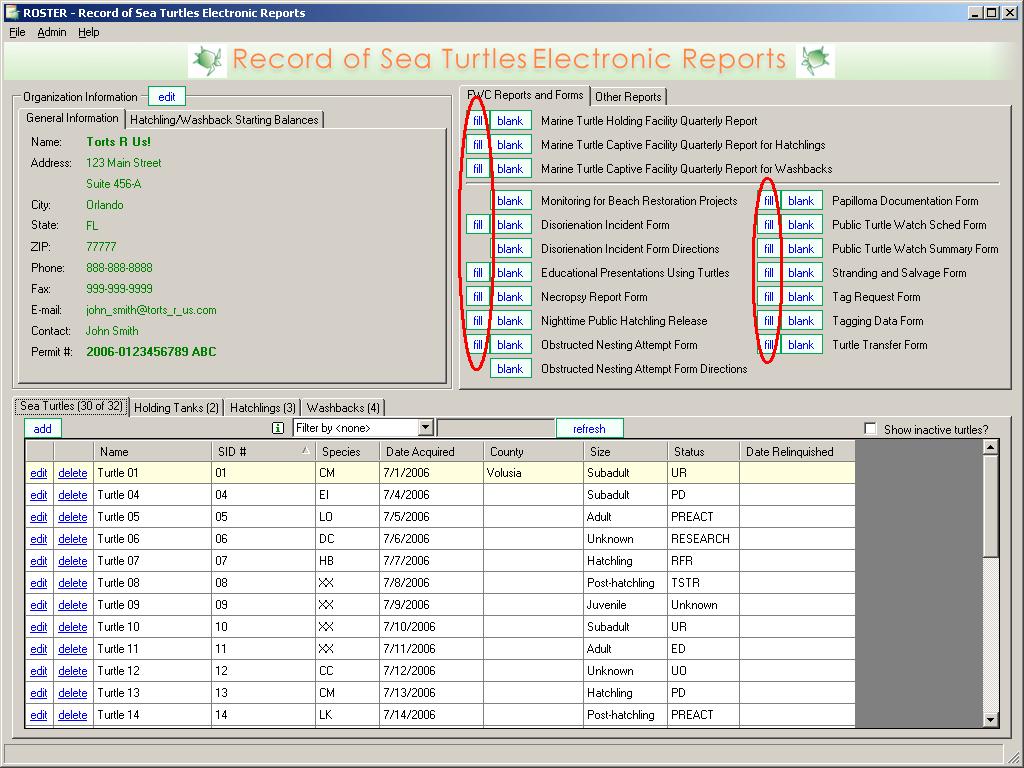 ROSTER - Record of Sea Turtles Electronic Reports
File Admin Help
Record of Sea Turtles Electronic Reports
Organization Information edit
General Information Hatchling/Washback Starting Balances
Name: Torts R Us!
Address: 123 Main Street
Suite 456-A
City: Orlando
State: FL
ZIP: 77777
Phone: 888-888-8888
Fax: 999-999-9999
E-mail: john_smith@torts_r_us.com
Contact: John Smith
Permit #: 2006-0123456789 ABC
FWC Reports and Forms Other Reports
fill blank Marine Turtle Holding Facility Quarterly Report
fill blank Marine Turtle Captive Facility Quarterly Report for Hatchlings
fill blank Marine Turtle Captive Facility Quarterly Report for Washbacks
blank Monitoring for Beach Restoration Projects fill blank Papilloma Documentation Form
fill blank Disorienation Incident Form fill blank Public Turtle Watch Sched Form
blank Disorienation Incident Form Directions fill blank Public Turtle Watch Summary Form
fill blank Educational Presentations Using Turtles fill blank Stranding and Salvage Form
fill blank Necropsy Report Form fill blank Tag Request Form
fill blank Nighttime Public Hatchling Release fill blank Tagging Data Form
fill blank Obstructed Nesting Attempt Form fill blank Turtle Transfer Form
blank Obstructed Nesting Attempt Form Directions
Sea Turtles (30 of 32) Holding Tanks (2) Hatchlings (3) Washbacks (4)
add i Filter by <none> refresh Show inactive turtles?
Name SID # Species Date Acquired County Size Status Date Relinquished
edit delete Turtle 01 01 CM 7/1/2006 Volusia Subadult UR
edit delete Turtle 04 04 EI 7/4/2006 Subadult PD
edit delete Turtle 05 05 LO 7/5/2006 Adult PREACT
edit delete Turtle 06 06 DC 7/6/2006 Unknown RESEARCH
edit delete Turtle 07 07 HB 7/7/2006 Hatchling RFR
edit delete Turtle 08 08 XX 7/8/2006 Post-hatchling TSTR
edit delete Turtle 09 09 XX 7/9/2006 Juvenile Unknown
edit delete Turtle 10 10 XX 7/10/2006 Subadult UR
edit delete Turtle 11 11 XX 7/11/2006 Adult ED
edit delete Turtle 12 12 CC 7/12/2006 Unknown UO
edit delete Turtle 13 13 CM 7/13/2006 Hatchling PD
edit delete Turtle 14 14 LK 7/14/2006 Post-hatchling PREACT